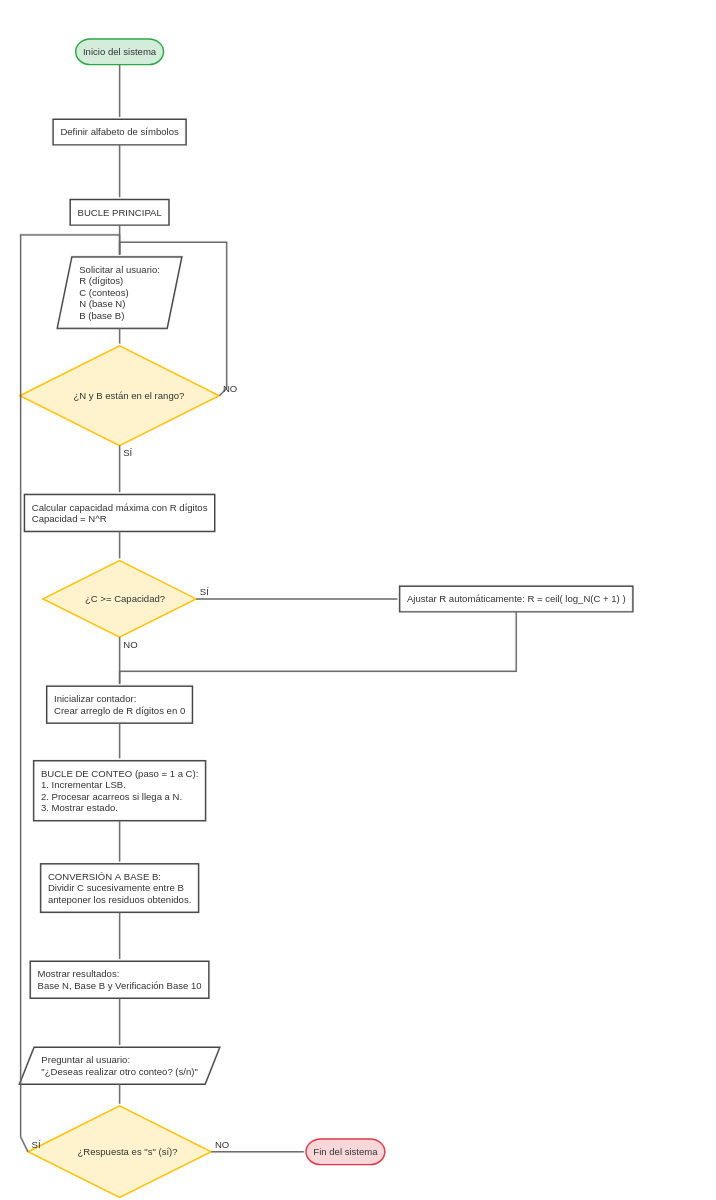 Inicio del sistema
Definir alfabeto de símbolos
BUCLE PRINCIPAL
Solicitar al usuario:
R (dígitos)
C (conteos)
N (base N)
B (base B)
¿N y B están en el rango?
NO
SÍ
Calcular capacidad máxima con R dígitos
Capacidad = N^R
¿C >= Capacidad?
SÍ
Ajustar R automáticamente: R = ceil( log_N(C + 1) )
NO
Inicializar contador:
Crear arreglo de R dígitos en 0
BUCLE DE CONTEO (paso = 1 a C):
1. Incrementar LSB.
2. Procesar acarreos si llega a N.
3. Mostrar estado.
CONVERSIÓN A BASE B:
Dividir C sucesivamente entre B
anteponer los residuos obtenidos.
Mostrar resultados:
Base N, Base B y Verificación Base 10
Preguntar al usuario:
"¿Deseas realizar otro conteo? (s/n)"
SÍ
¿Respuesta es "s" (sí)?
NO
Fin del sistema